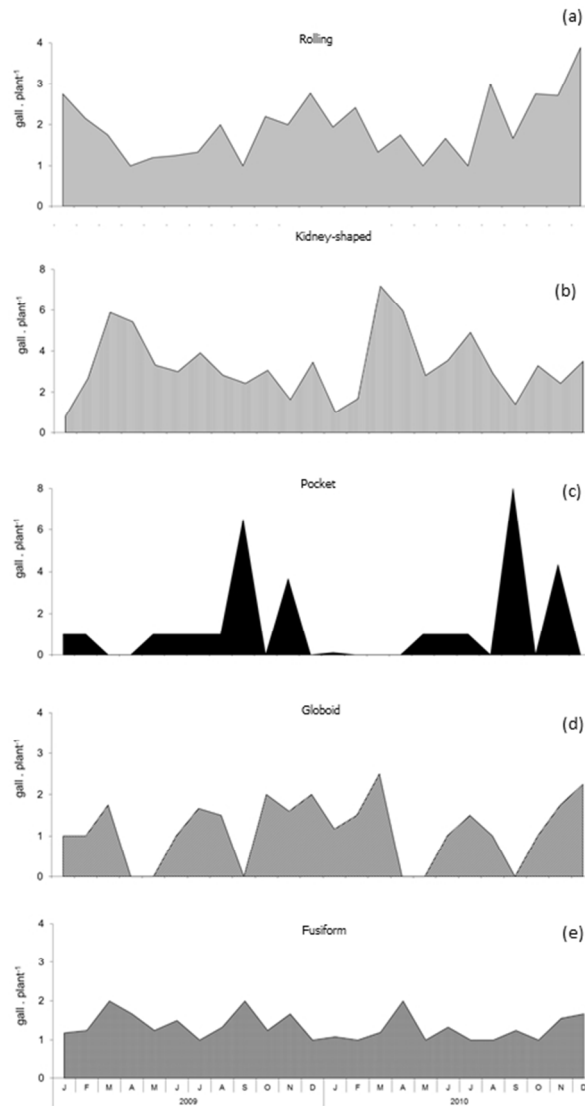 (a)
Rolling
gall . plant-1
4
3
2
1
0
Kidney-shaped
(b)
gall . plant-1
8
6
4
2
0
Pocket
(c)
gall . plant-1
8
6
4
2
0
Globoid
(d)
gall . plant-1
4
3
2
1
0
Fusiform
(e)
gall . plant-1
4
3
2
1
0
J F M A M J J A S O N D J F M A M J J A S O N D
2009 2010